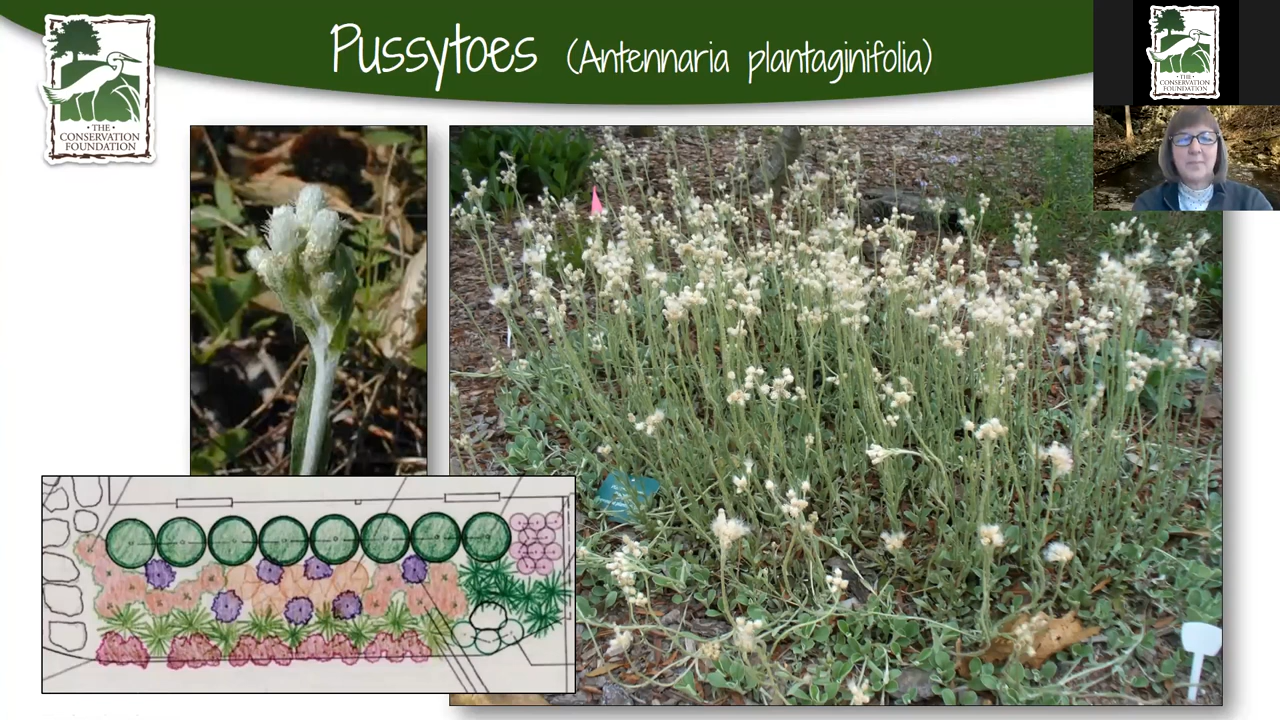 Pussytoes (Antennaria plantaginifolia)
• THE •
CONSERVATION
FOUNDATION
• THE •
CONSERVATION
FOUNDATION